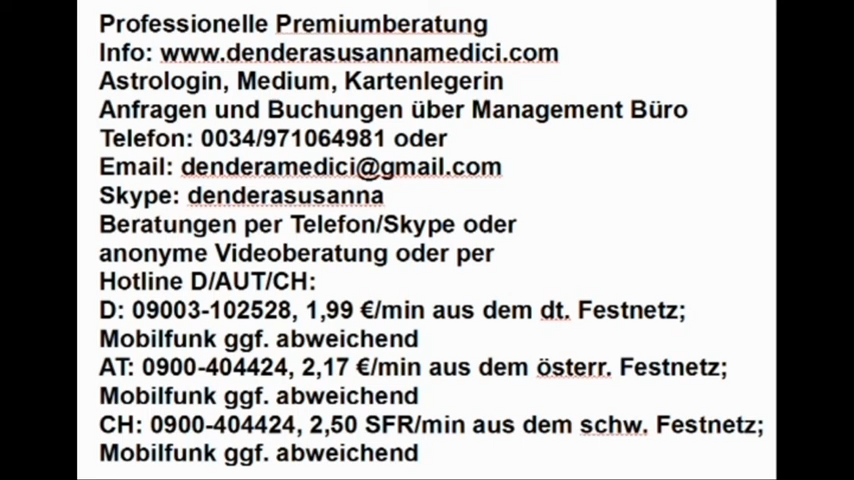 Professionelle Premiumberatung
Info: www.denderasusannamedici.com
Astrologin, Medium, Kartenlegerin
Anfragen und Buchungen über Management Büro
Telefon: 0034/971064981 oder
Email: denderamedici@gmail.com
Skype: denderasusanna
Beratungen per Telefon/Skype oder
anonyme Videoberatung oder per
Hotline D/AUT/CH:
D: 09003-102528, 1,99 €/min aus dem dt. Festnetz;
Mobilfunk ggf. abweichend
AT: 0900-404424, 2,17 €/min aus dem österr. Festnetz;
Mobilfunk ggf. abweichend
CH: 0900-404424, 2,50 SFR/min aus dem schw. Festnetz;
Mobilfunk ggf. abweichend